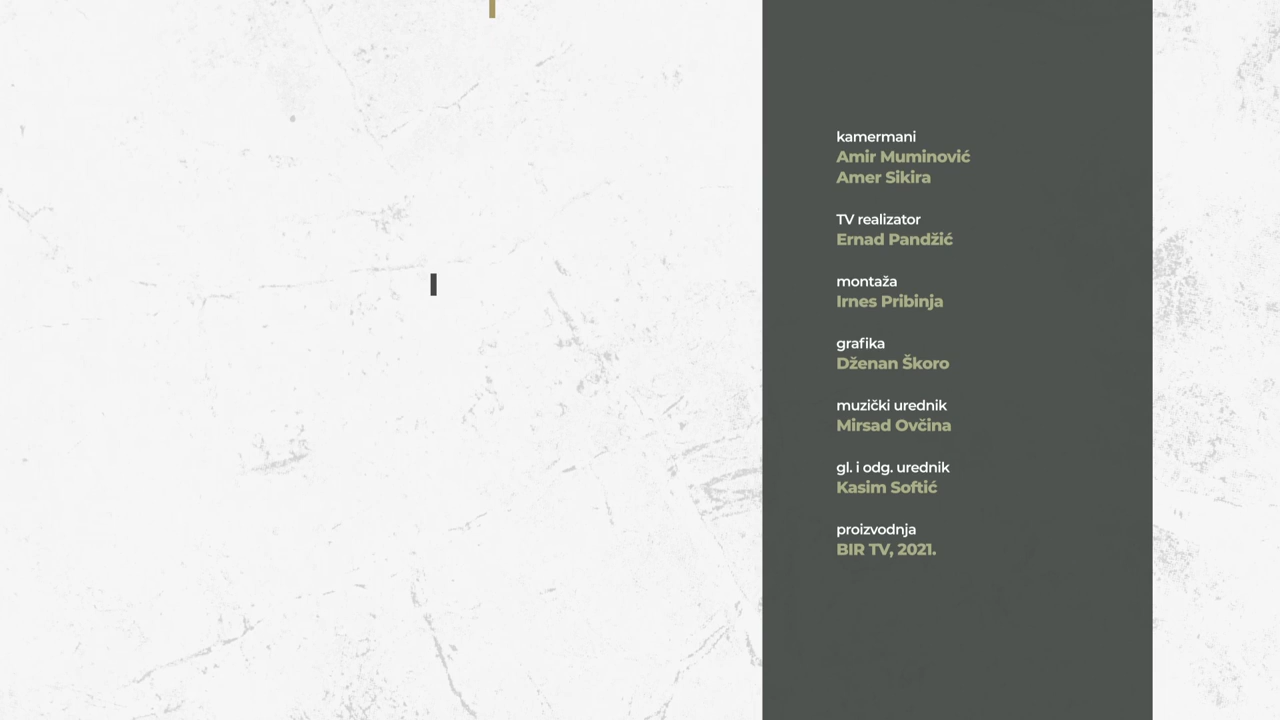 kamermani
Amir Muminović
Amer Sikira
TV realizator
Ernad Pandžić
montaža
Irnes Pribinja
grafika
Dženan Škoro
muzički urednik
Mirsad Ovčina
gl. i odg. urednik
Kasim Softić
proizvodnja
BIR TV, 2021.